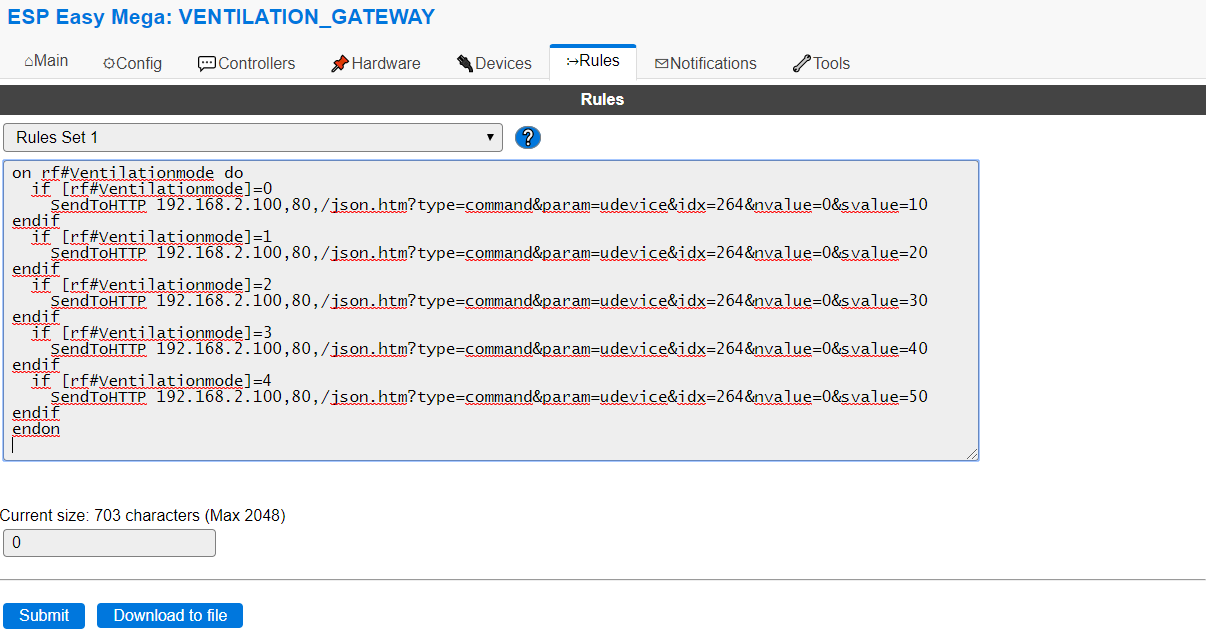 ESP Easy Mega: VENTILATION_GATEWAY
Main Config Controllers Hardware Devices Rules Notifications Tools
Rules
Rules Set 1 ?
on rf#Ventilationmode do
  if [rf#Ventilationmode]=0
    SendToHTTP 192.168.2.100,80,/json.htm?type=command&param=udevice&idx=264&nvalue=0&svalue=10
endif
  if [rf#Ventilationmode]=1
    SendToHTTP 192.168.2.100,80,/json.htm?type=command&param=udevice&idx=264&nvalue=0&svalue=20
endif
  if [rf#Ventilationmode]=2
    SendToHTTP 192.168.2.100,80,/json.htm?type=command&param=udevice&idx=264&nvalue=0&svalue=30
endif
  if [rf#Ventilationmode]=3
    SendToHTTP 192.168.2.100,80,/json.htm?type=command&param=udevice&idx=264&nvalue=0&svalue=40
endif
  if [rf#Ventilationmode]=4
    SendToHTTP 192.168.2.100,80,/json.htm?type=command&param=udevice&idx=264&nvalue=0&svalue=50
endif
endon
Current size: 703 characters (Max 2048)
0
Submit Download to file